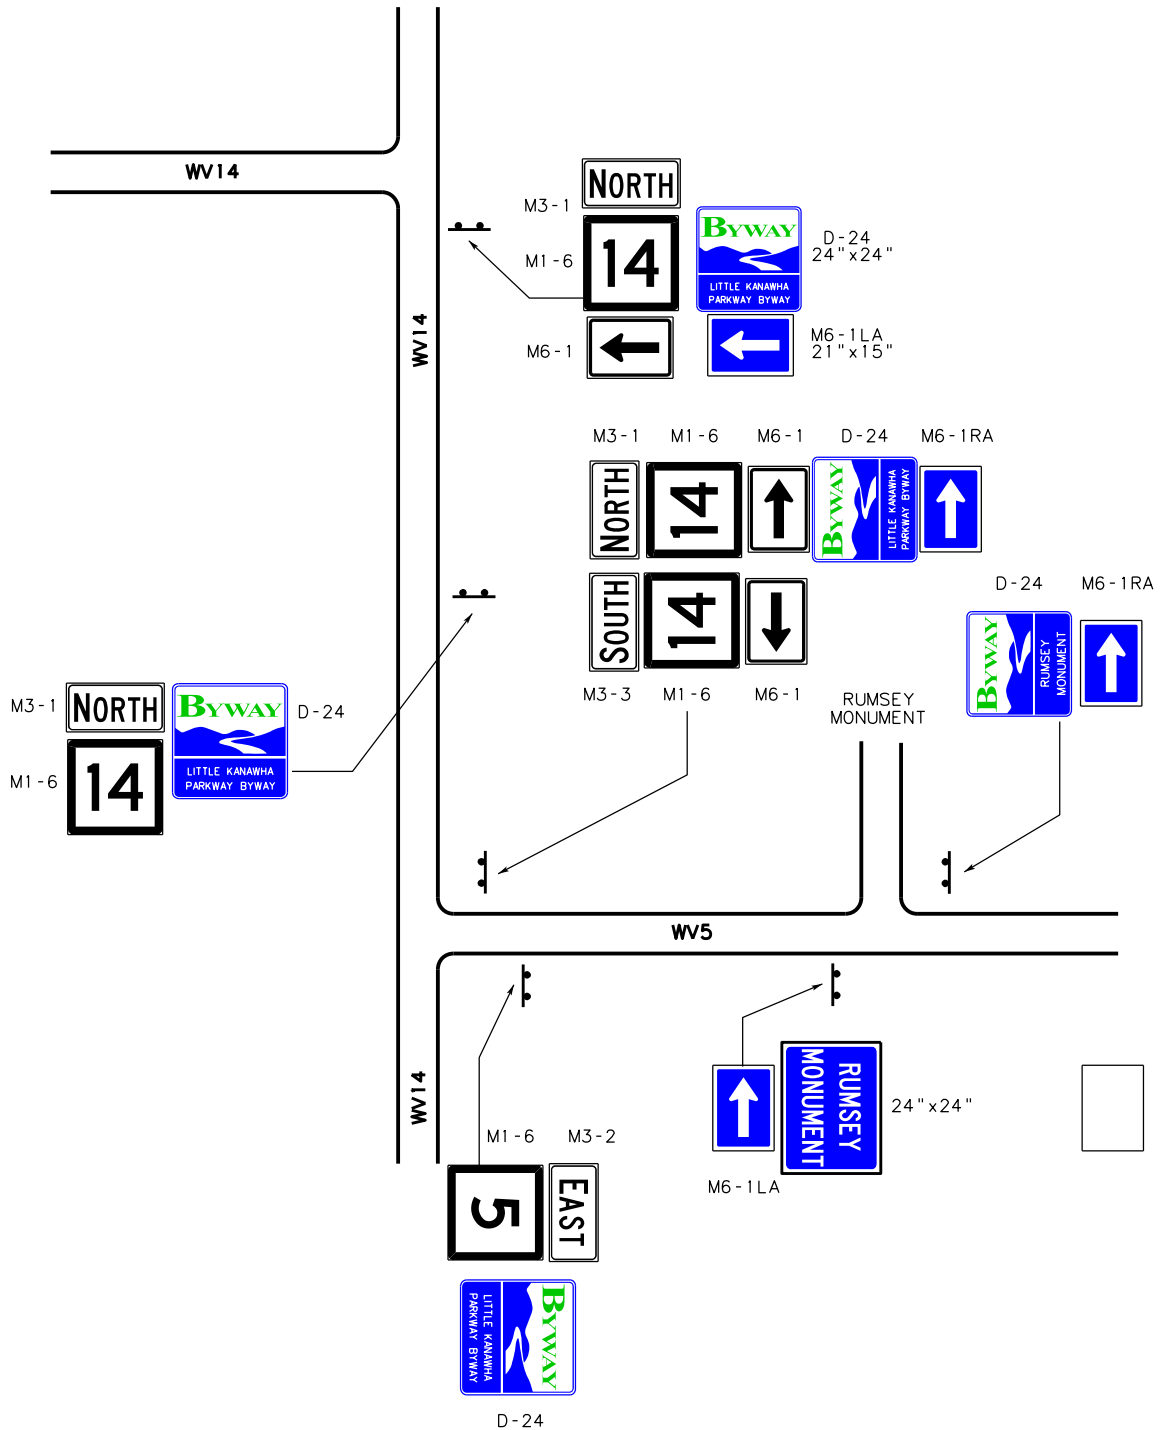 WV14
NORTH
M3-1
14
M1-6
M6-1
BYWAY
LITTLE KANAWHA
PARKWAY BYWAY
D-24
24"x24"
M6-1LA
21"x15"
WV14
M3-1 M1-6 M6-1 D-24 M6-1RA
NORTH
14
BYWAY
LITTLE KANAWHA
PARKWAY BYWAY
SOUTH
14
M3-3 M1-6 M6-1
D-24 M6-1RA
BYWAY
RUMSEY
MONUMENT
RUMSEY
MONUMENT
M3-1
NORTH
M1-6
14
BYWAY
LITTLE KANAWHA
PARKWAY BYWAY
D-24
WV5
WV14
M1-6 M3-2
5
EAST
BYWAY
LITTLE KANAWHA
PARKWAY BYWAY
D-24
RUMSEY
MONUMENT
24"x24"
M6-1LA